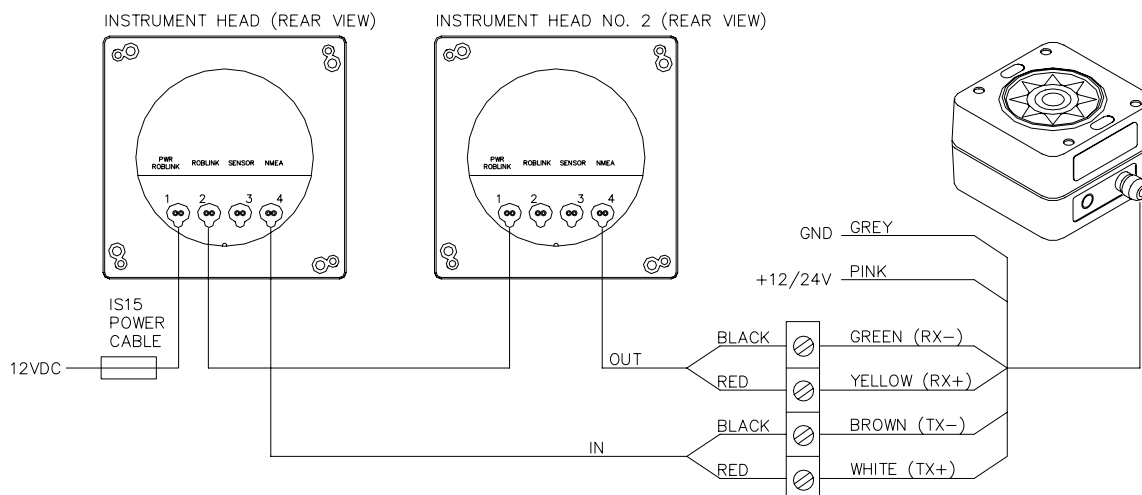 INSTRUMENT HEAD (REAR VIEW)
INSTRUMENT HEAD NO. 2 (REAR VIEW)
PWR
ROBLINK
ROBLINK
SENSOR
NMEA
1
2
3
4
PWR
ROBLINK
ROBLINK
SENSOR
NMEA
1
2
3
4
GND
GREY
+12/24V
PINK
IS15
POWER
CABLE
12VDC
OUT
BLACK
GREEN (RX-)
RED
YELLOW (RX+)
IN
BLACK
BROWN (TX-)
RED
WHITE (TX+)